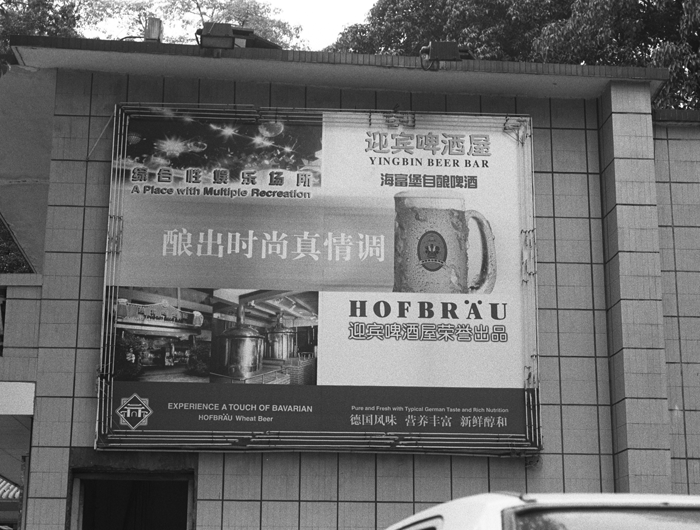 综合性娱乐场所
A Place with Multiple Recreation
迎宾啤酒屋
YINGBIN BEER BAR
海富堡自酿啤酒
酿出时尚真情调
HOFBRÄU
迎宾啤酒屋荣誉出品
EXPERIENCE A TOUCH OF BAVARIAN
HOFBRÄU Wheat Beer
Pure and Fresh with Typical German Taste and Rich Nutrition
德国风味 营养丰富 新鲜醇和